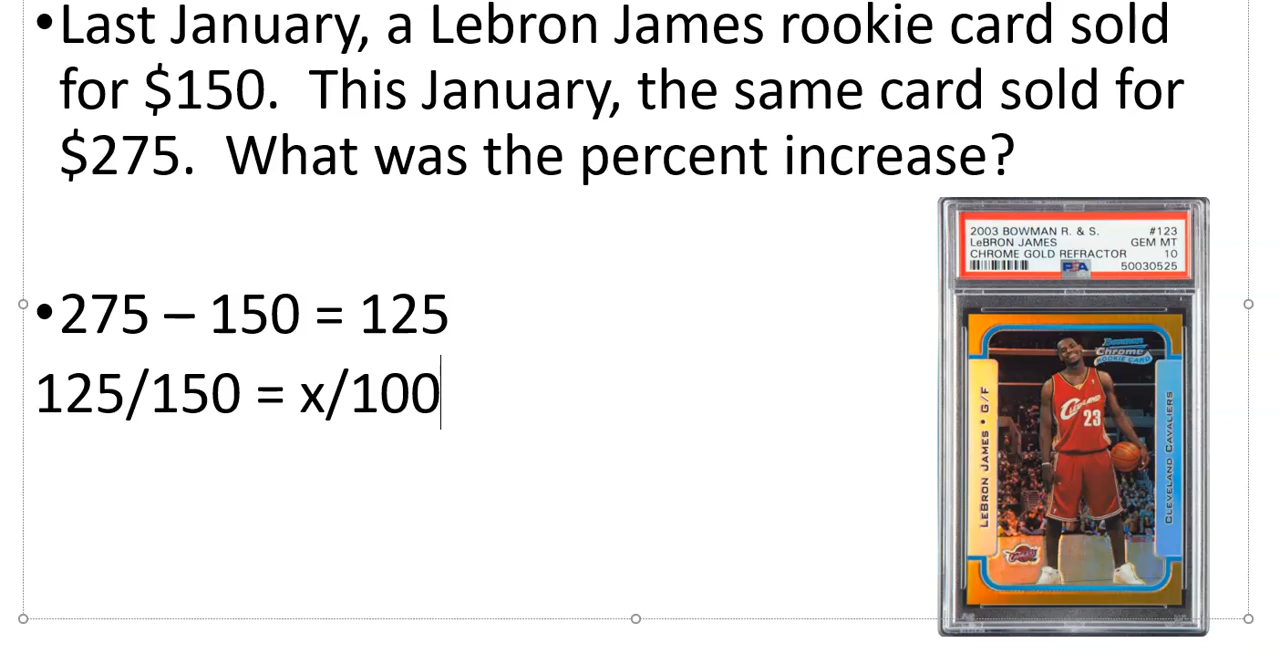 •Last January, a Lebron James rookie card sold
for $150.  This January, the same card sold for
$275.  What was the percent increase?
2003 BOWMAN R. & S. #123
LeBRON JAMES GEM MT
CHROME GOLD REFRACTOR 10
PSA 50030525
•275 – 150 = 125
125/150 = x/100
Bowman
Chrome
ROOKIE CARD
LEBRON JAMES • G/F
CLEVELAND CAVALIERS
23